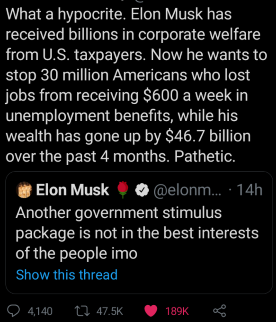 What a hypocrite. Elon Musk has
received billions in corporate welfare
from U.S. taxpayers. Now he wants to
stop 30 million Americans who lost
jobs from receiving $600 a week in
unemployment benefits, while his
wealth has gone up by $46.7 billion
over the past 4 months. Pathetic.
Elon Musk @elonm... · 14h
Another government stimulus
package is not in the best interests
of the people imo
Show this thread
4,140 47.5K 189K